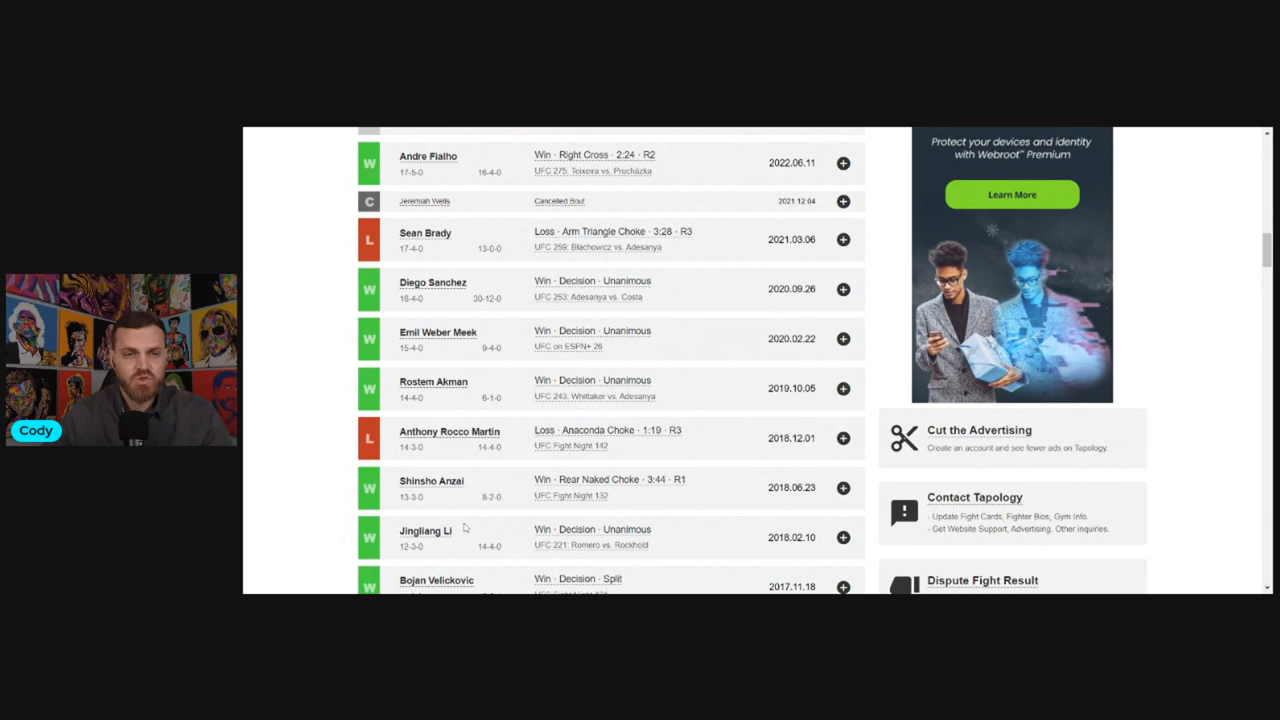 Protect your devices and identity
with Webroot™ Premium
Learn More
W
Andre Fialho
17-5-0
16-4-0
Win · Right Cross · 2:24 · R2
UFC 275: Teixeira vs. Procházka
2022.06.11
C
Jeremiah Wells
Cancelled Bout
2021.12.04
L
Sean Brady
17-4-0
13-0-0
Loss · Arm Triangle Choke · 3:28 · R3
UFC 259: Błachowicz vs. Adesanya
2021.03.06
W
Diego Sanchez
16-4-0
30-12-0
Win · Decision · Unanimous
UFC 253: Adesanya vs. Costa
2020.09.26
W
Emil Weber Meek
15-4-0
9-4-0
Win · Decision · Unanimous
UFC on ESPN+ 26
2020.02.22
W
Rostem Akman
14-4-0
6-1-0
Win · Decision · Unanimous
UFC 243: Whittaker vs. Adesanya
2019.10.05
L
Anthony Rocco Martin
14-3-0
14-4-0
Loss · Anaconda Choke · 1:19 · R3
UFC Fight Night 142
2018.12.01
W
Shinsho Anzai
13-3-0
8-2-0
Win · Rear Naked Choke · 3:44 · R1
UFC Fight Night 132
2018.06.23
W
Jingliang Li
12-3-0
14-4-0
Win · Decision · Unanimous
UFC 221: Romero vs. Rockhold
2018.02.10
W
Bojan Velickovic
Win · Decision · Split
2017.11.18
Cut the Advertising
Create an account and see fewer ads on Tapology.
Contact Tapology
- Update Fight Cards, Fighter Bios, Gym Info.
- Get Website Support, Advertising, Other inquiries.
Dispute Fight Result
Cody